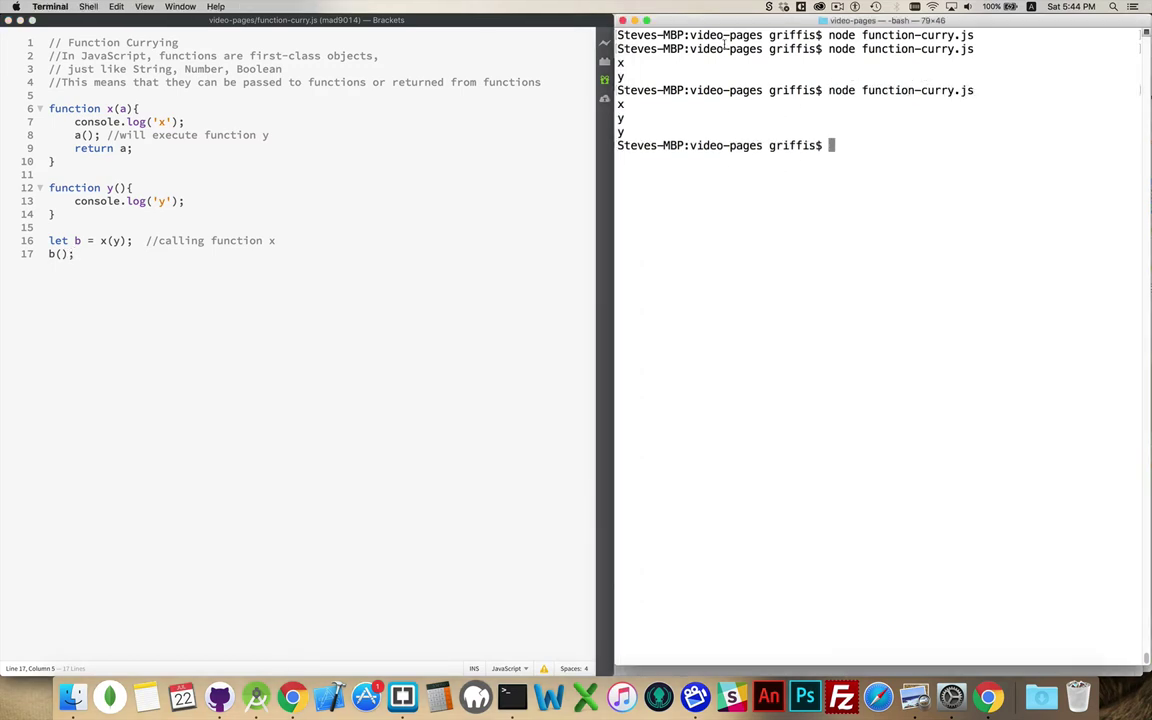 Terminal Shell Edit View Window Help
100% Sat 5:44 PM
video-pages/function-curry.js (mad9014) — Brackets
1 // Function Currying
2 //In JavaScript, functions are first-class objects,
3 // just like String, Number, Boolean
4 //This means that they can be passed to functions or returned from functions
5
6 function x(a){
7 console.log('x');
8 a(); //will execute function y
9 return a;
10 }
11
12 function y(){
13 console.log('y');
14 }
15
16 let b = x(y); //calling function x
17 b();
Line 17, Column 5 — 17 Lines
INS JavaScript Spaces: 4
video-pages — -bash — 79×46
Steves-MBP:video-pages griffis$ node function-curry.js
Steves-MBP:video-pages griffis$ node function-curry.js
x
y
Steves-MBP:video-pages griffis$ node function-curry.js
x
y
y
Steves-MBP:video-pages griffis$
JUL
22
1
W
X
S
An
Ps
Fz